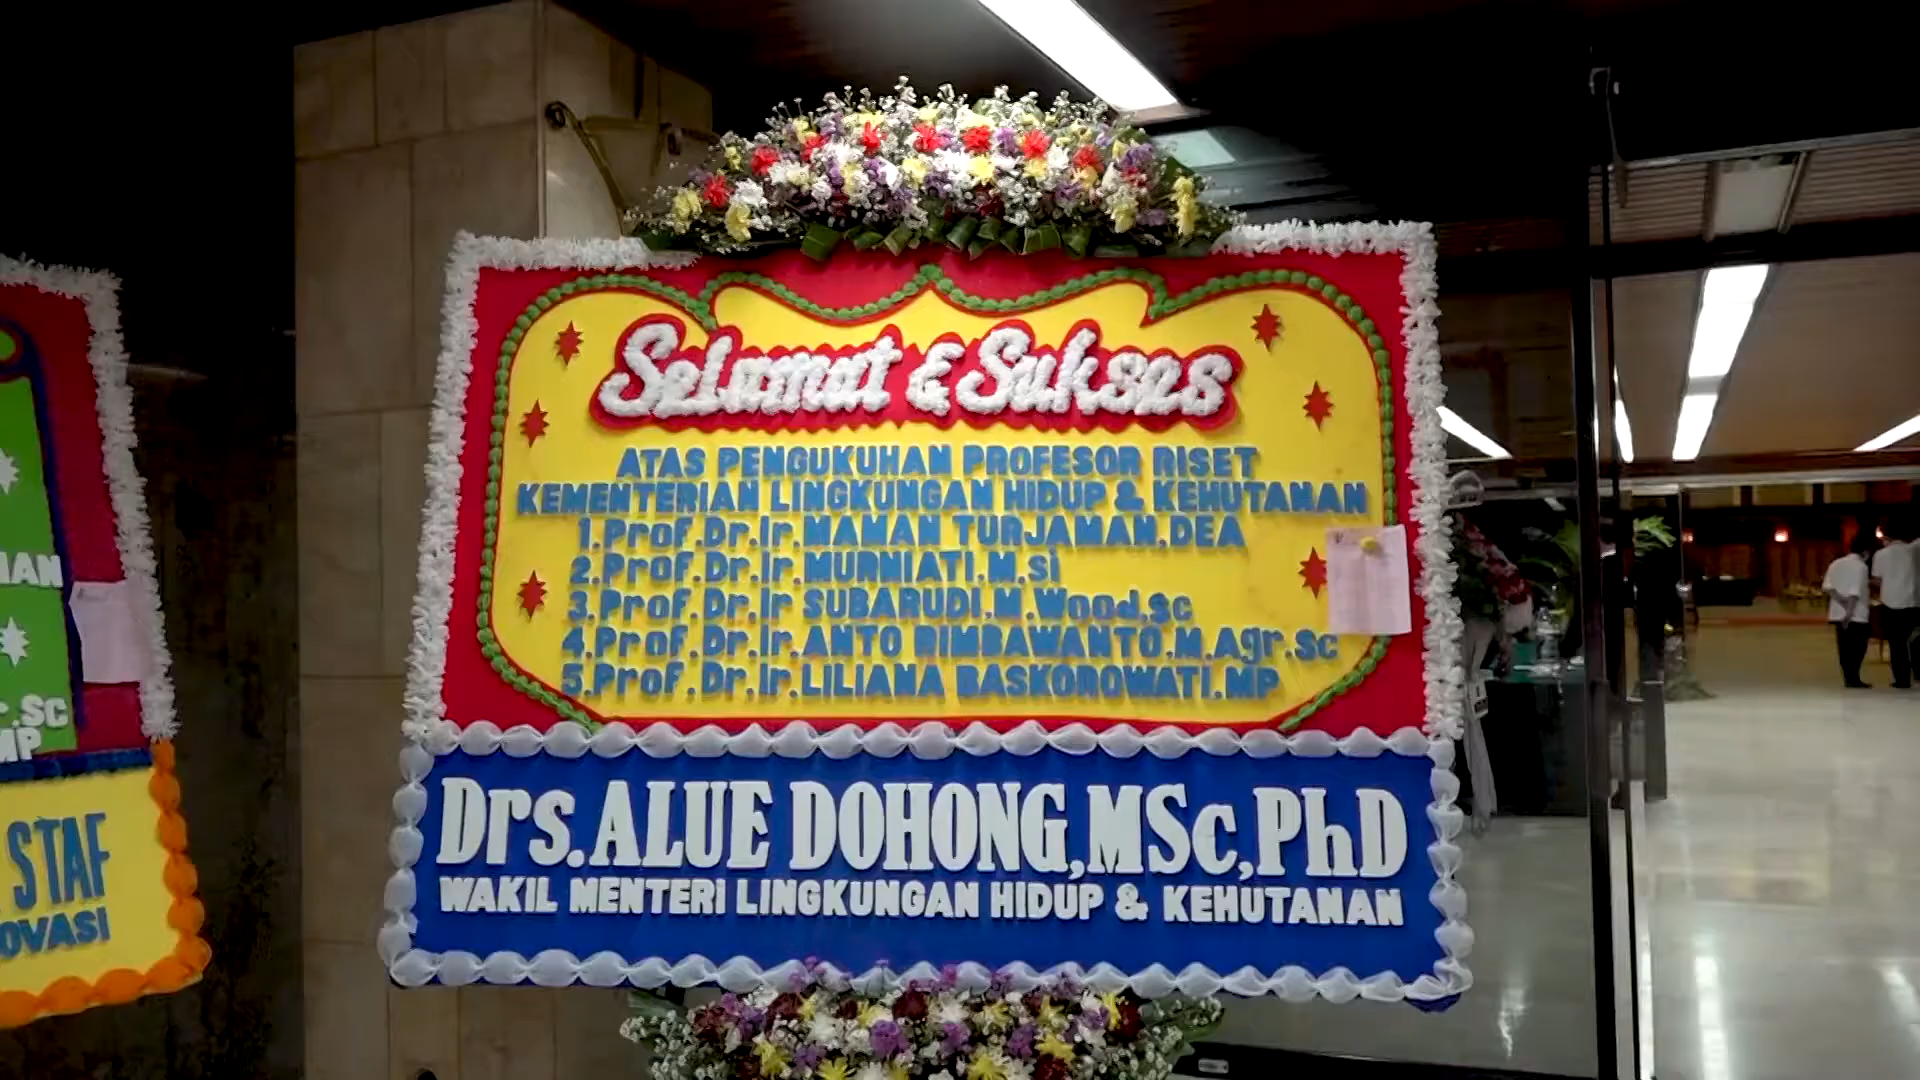 Selamat & Sukses
ATAS PENGUKUHAN PROFESOR RISET
KEMENTERIAN LINGKUNGAN HIDUP & KEHUTANAN
1.Prof.Dr.Ir.MAMAN TURJAMAN.DEA
2.Prof.Dr.Ir.MURNIATI.M.si
3.Prof.Dr.Ir SUBARUDI.M.Wood.sc
4.Prof.Dr.Ir.ANTO RIMBAWANTO.M.Agr.Sc
5.Prof.Dr.Ir.LILIANA BASKOROWATI.MP
Drs.ALUE DOHONG,MSc,PhD
WAKIL MENTERI LINGKUNGAN HIDUP & KEHUTANAN
.Sc
MP
STAF